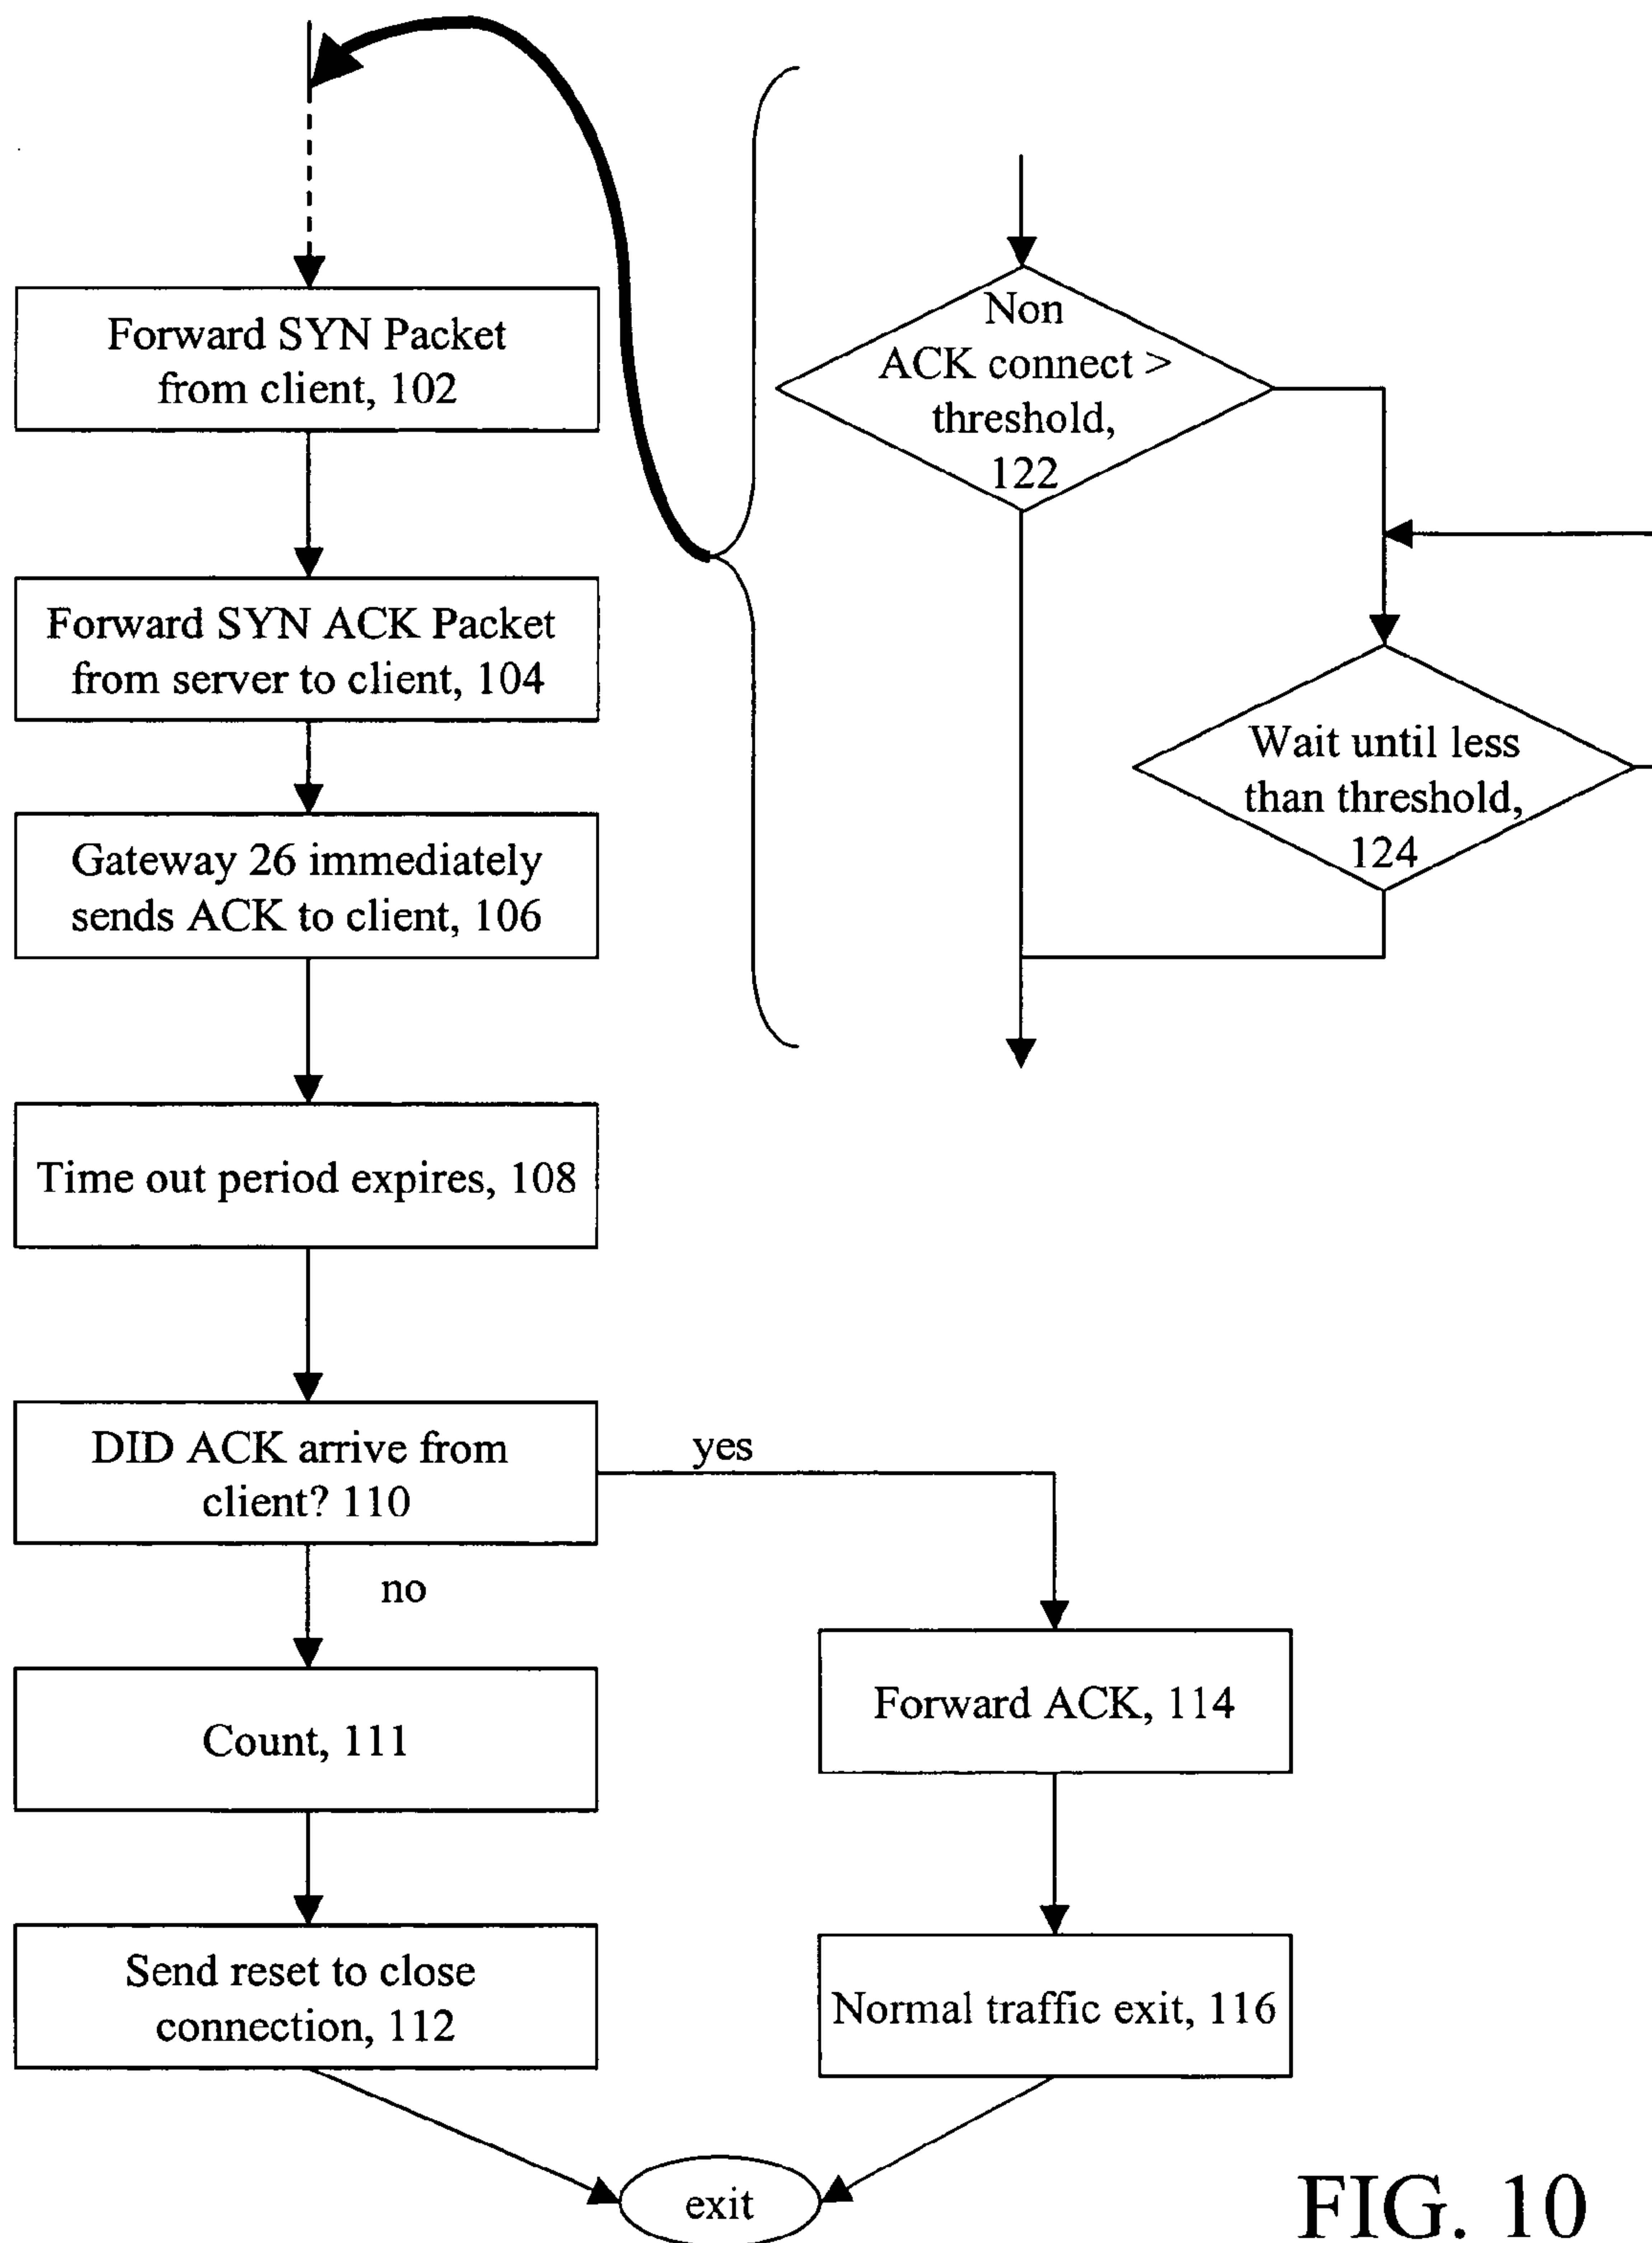 Forward SYN Packet
from client, 102
Forward SYN ACK Packet
from server to client, 104
Gateway 26 immediately
sends ACK to client, 106
Time out period expires, 108
DID ACK arrive from
client? 110
yes
no
Count, 111
Send reset to close
connection, 112
Forward ACK, 114
Normal traffic exit, 116
exit
Non
ACK connect >
threshold,
122
Wait until less
than threshold,
124
FIG. 10